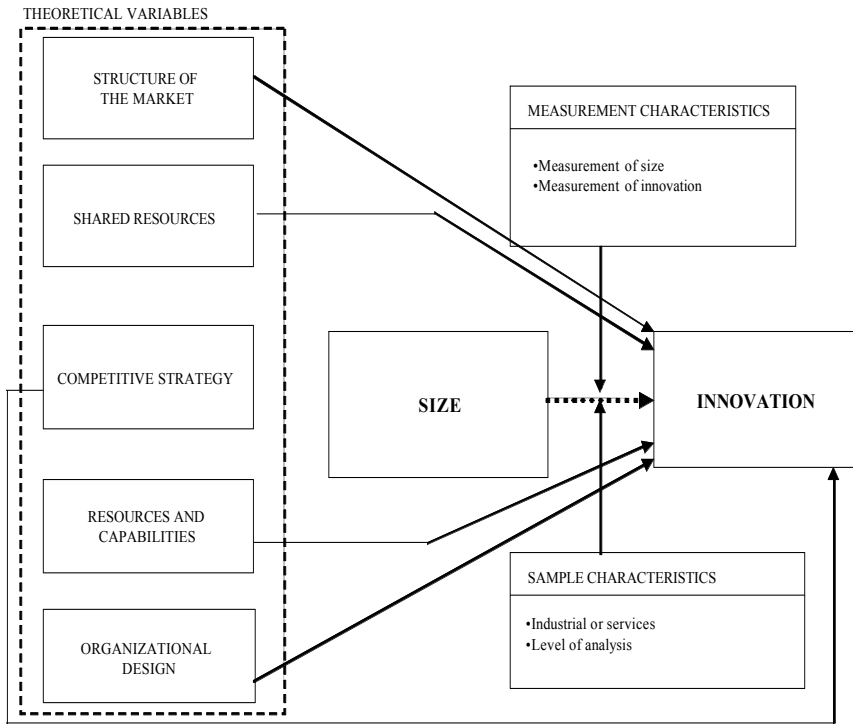 THEORETICAL VARIABLES
STRUCTURE OF
THE MARKET
SHARED RESOURCES
COMPETITIVE STRATEGY
RESOURCES AND
CAPABILITIES
ORGANIZATIONAL
DESIGN
SIZE
MEASUREMENT CHARACTERISTICS
•Measurement of size
•Measurement of innovation
INNOVATION
SAMPLE CHARACTERISTICS
•Industrial or services
•Level of analysis